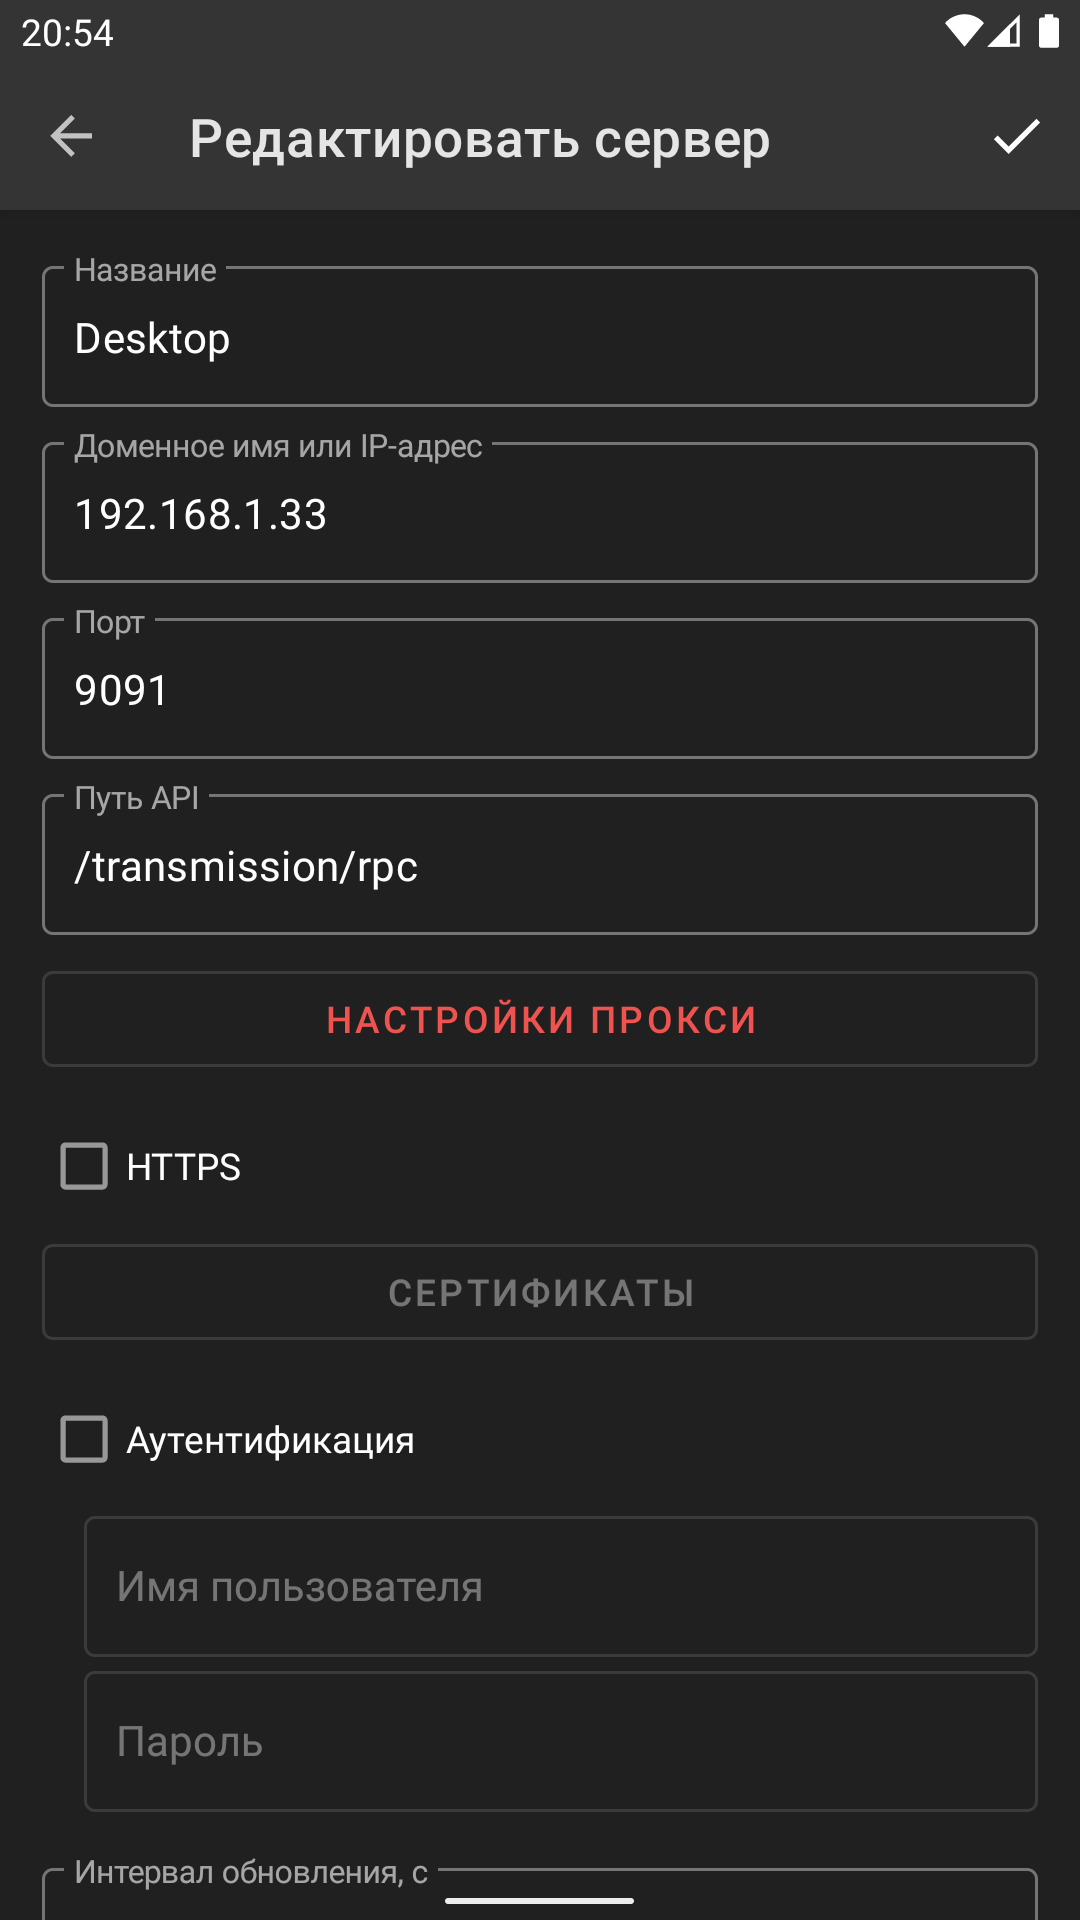 20:54
Редактировать сервер
Название
Desktop
Доменное имя или IP-адрес
192.168.1.33
Порт
9091
Путь API
/transmission/rpc
НАСТРОЙКИ ПРОКСИ
HTTPS
СЕРТИФИКАТЫ
Аутентификация
Имя пользователя
Пароль
Интервал обновления, с